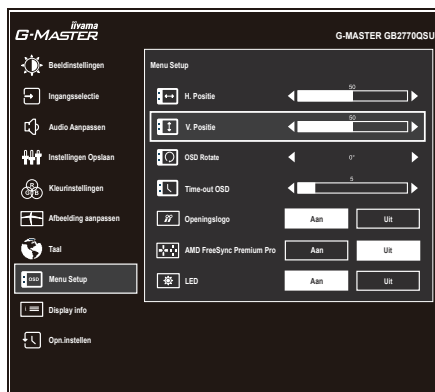 iiyama
G-MASTER
G-MASTER GB2770QSU
Beeldinstellingen
Ingangsselectie
Audio Aanpassen
Instellingen Opslaan
Kleurinstellingen
R
G B
Afbeelding aanpassen
Taal
OSD
Menu Setup
Display info
Opn.instellen
Menu Setup
H. Positie
50
V. Positie
50
OSD Rotate
0°
Time-out OSD
5
Openingslogo
Aan
Uit
AMD FreeSync Premium Pro
Aan
Uit
LED
Aan
Uit